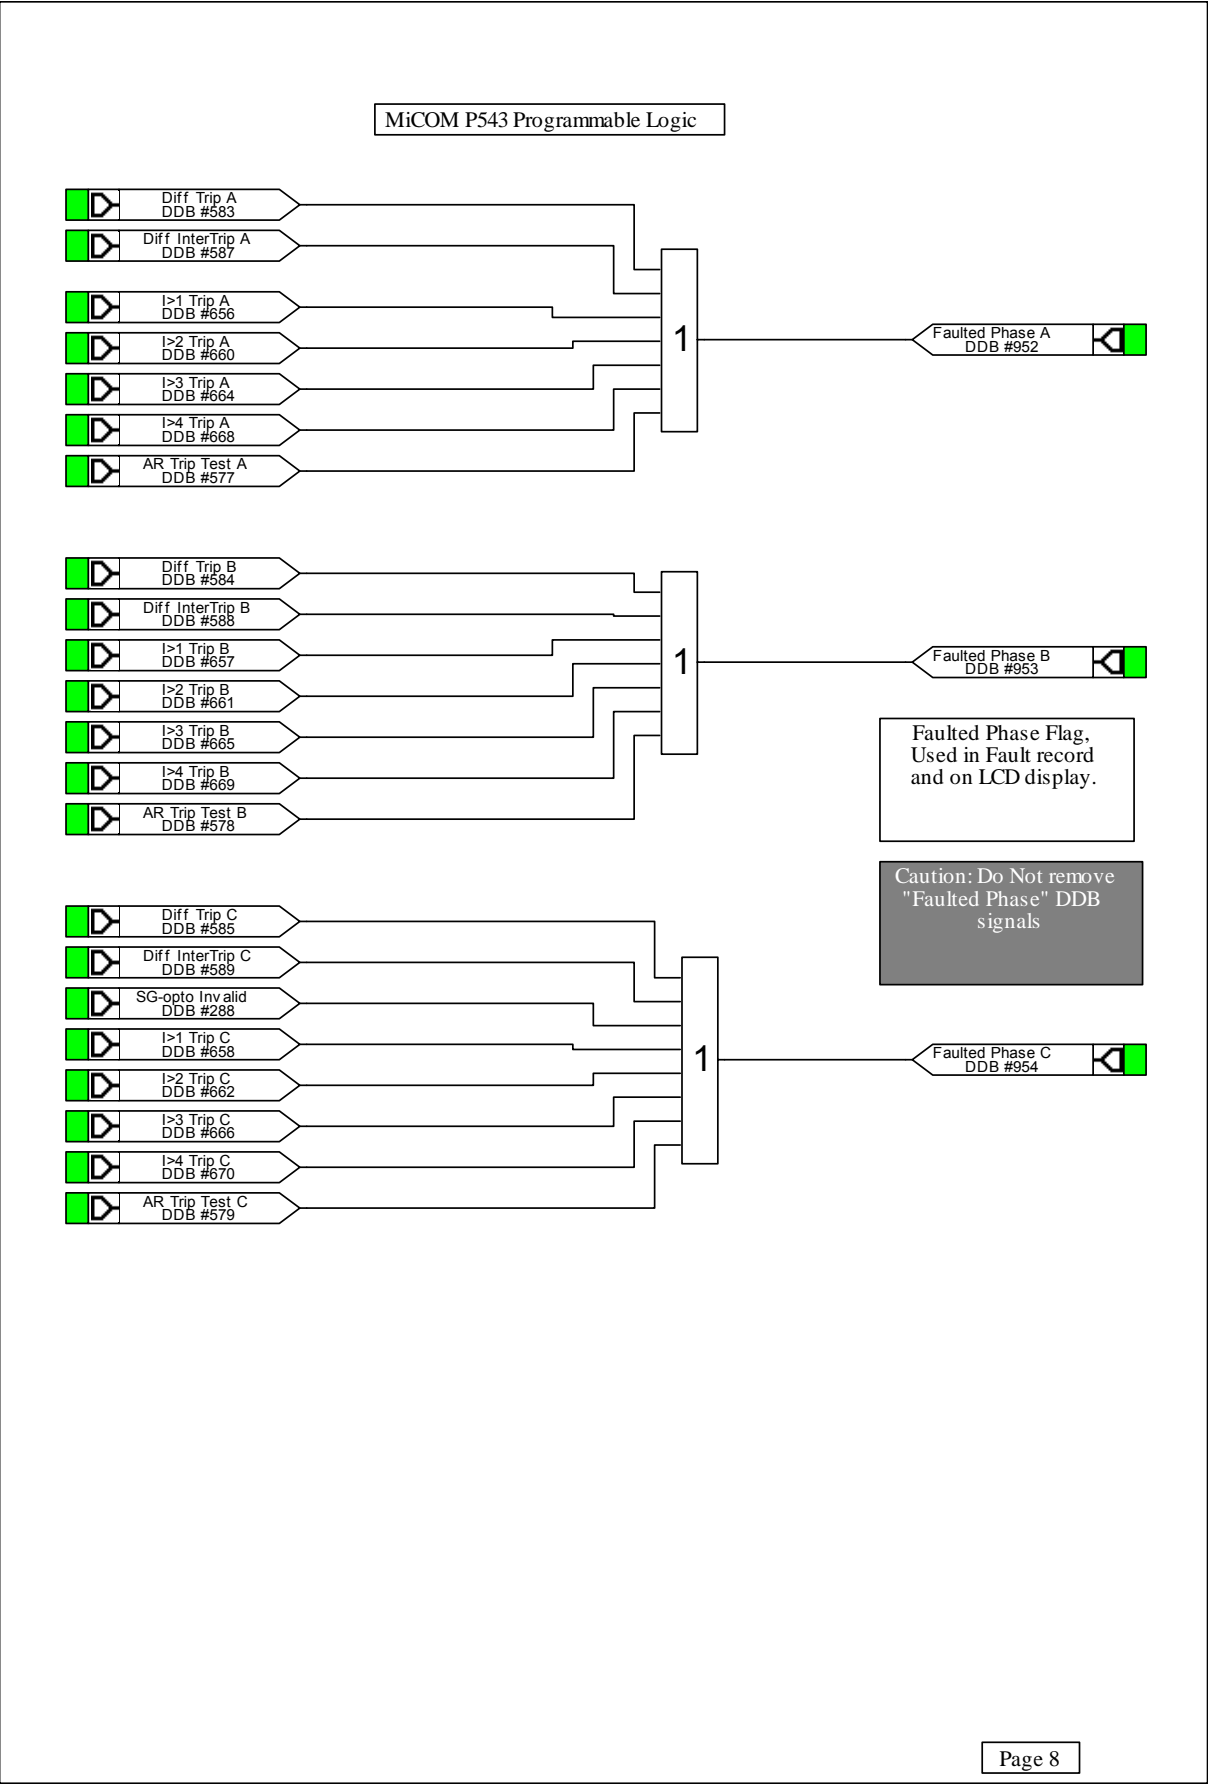 MiCOM P543 Programmable Logic
Diff Trip A
DDB #583
Diff InterTrip A
DDB #587
I>1 Trip A
DDB #656
I>2 Trip A
DDB #660
I>3 Trip A
DDB #664
I>4 Trip A
DDB #668
AR Trip Test A
DDB #577
1
Faulted Phase A
DDB #952
Diff Trip B
DDB #584
Diff InterTrip B
DDB #588
I>1 Trip B
DDB #657
I>2 Trip B
DDB #661
I>3 Trip B
DDB #665
I>4 Trip B
DDB #669
AR Trip Test B
DDB #578
1
Faulted Phase B
DDB #953
Faulted Phase Flag,
Used in Fault record
and on LCD display.
Caution: Do Not remove
"Faulted Phase" DDB
signals
Diff Trip C
DDB #585
Diff InterTrip C
DDB #589
SG-opto Invalid
DDB #288
I>1 Trip C
DDB #658
I>2 Trip C
DDB #662
I>3 Trip C
DDB #666
I>4 Trip C
DDB #670
AR Trip Test C
DDB #579
1
Faulted Phase C
DDB #954
Page 8